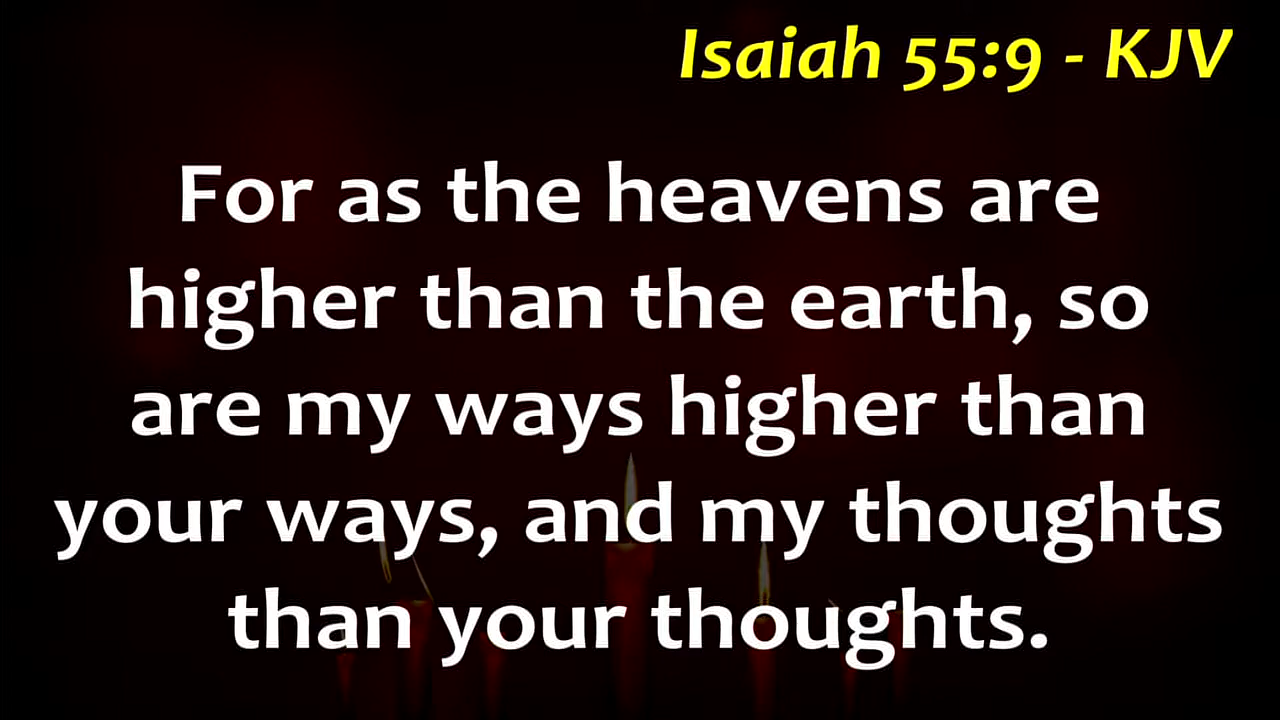 Isaiah 55:9 - KJV
For as the heavens are
higher than the earth, so
are my ways higher than
your ways, and my thoughts
than your thoughts.